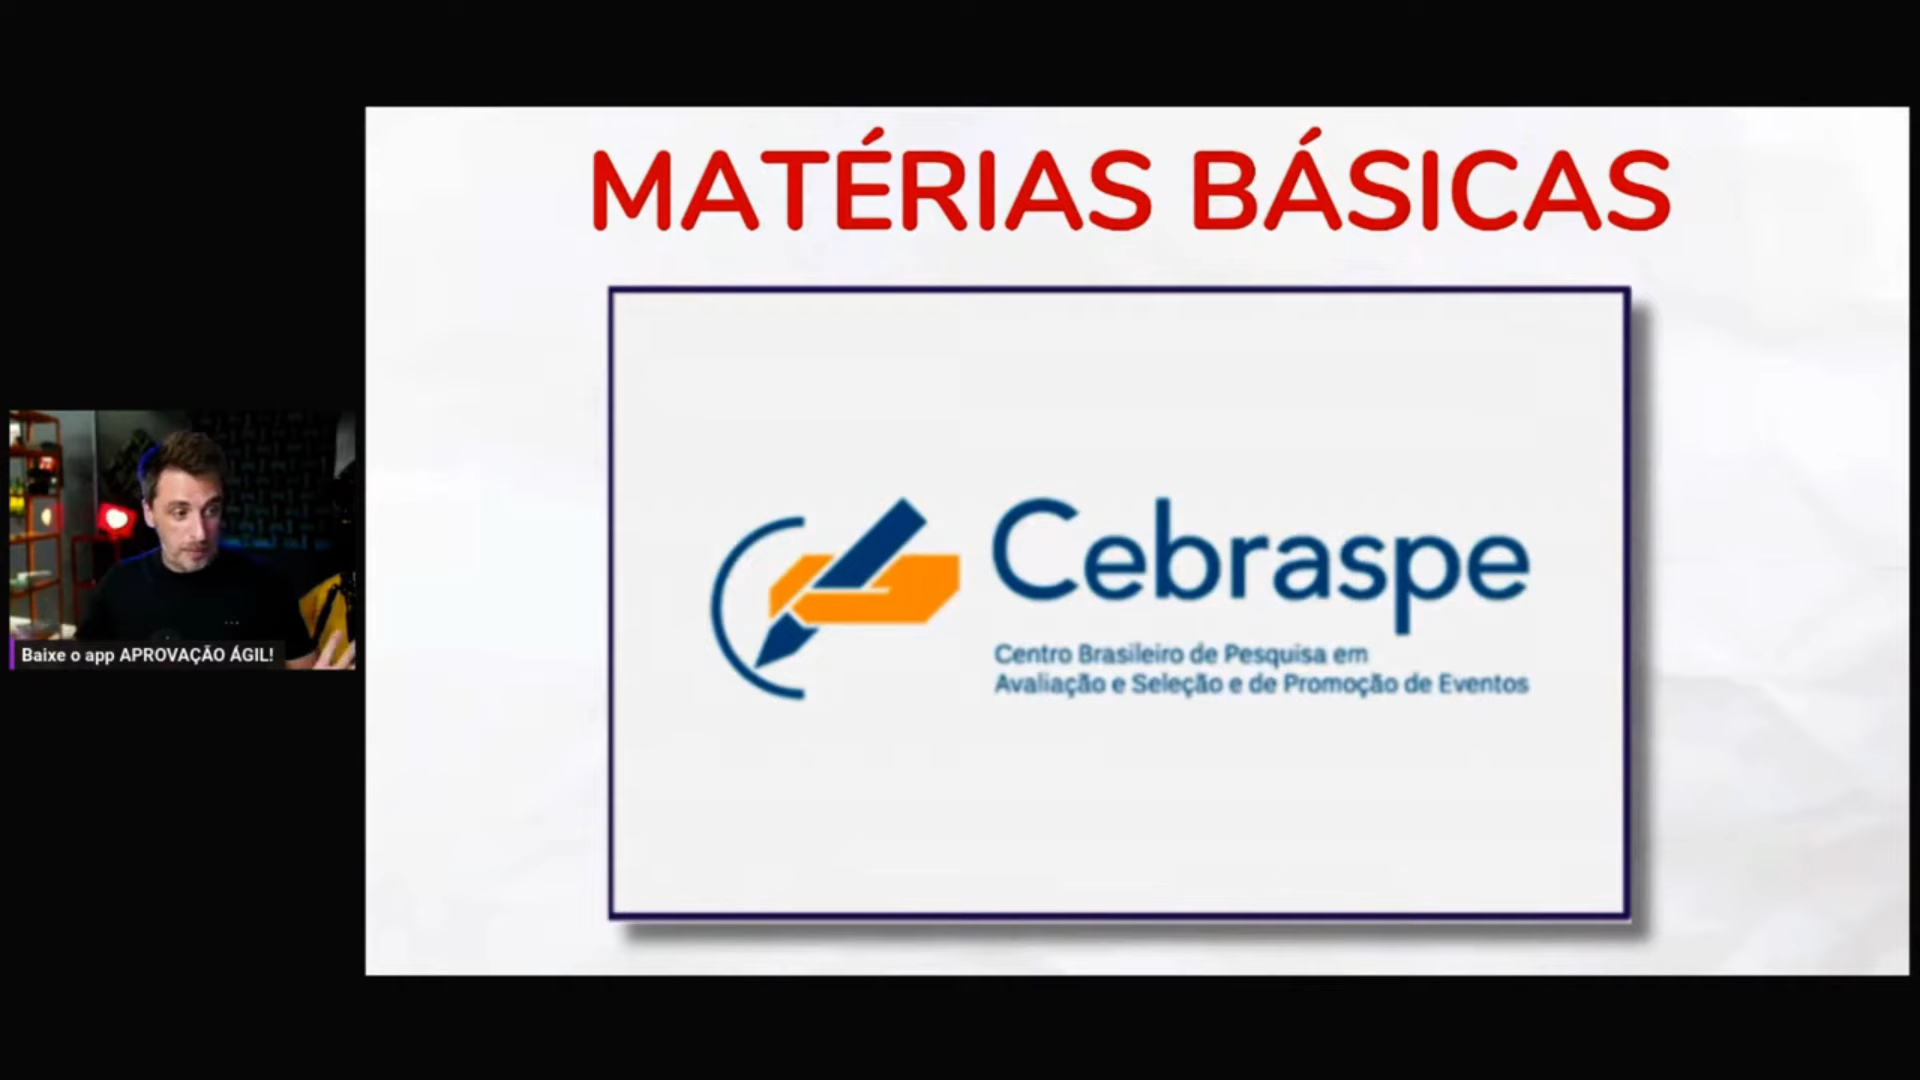 MATÉRIAS BÁSICAS
Cebraspe
Centro Brasileiro de Pesquisa em
Avaliação e Seleção e de Promoção de Eventos
Baixe o app APROVAÇÃO ÁGIL!